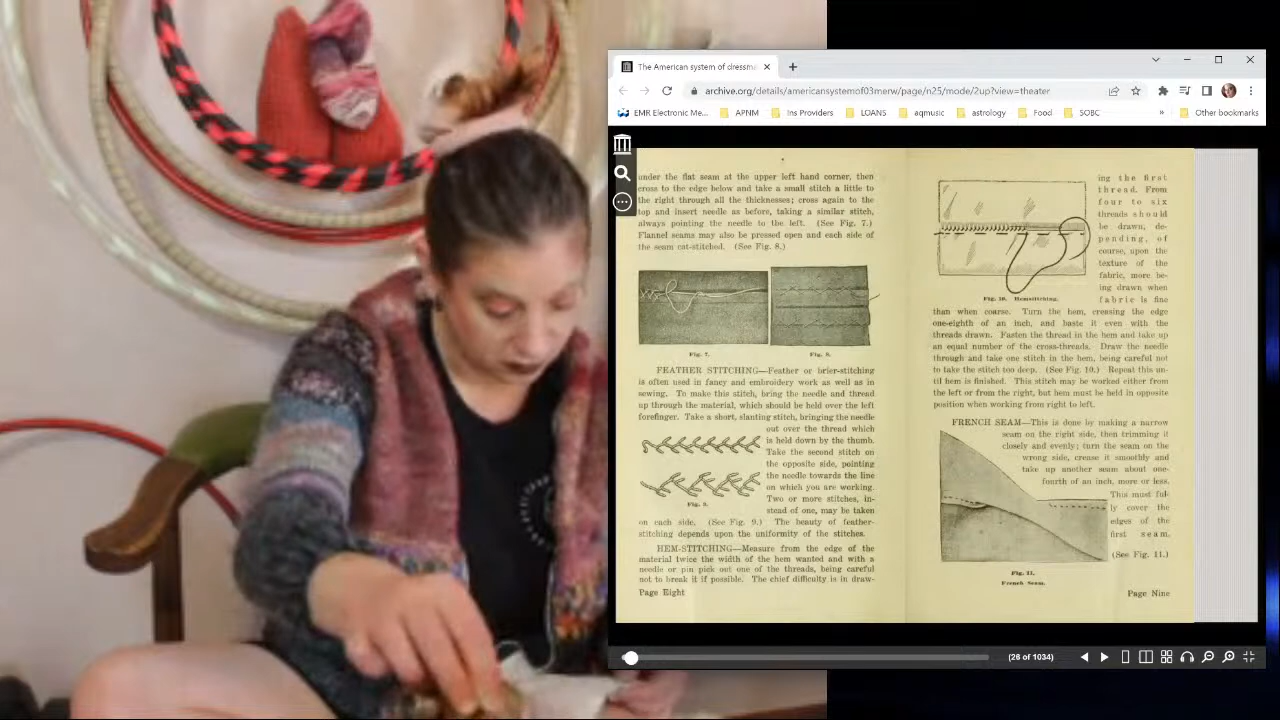 The American system of dressm
archive.org/details/americansystemof03merw/page/n25/mode/2up?view=theater
EMR Electronic Me...
APNM
Ins Providers
LOANS
aqmusic
astrology
Food
SOBC
»
Other bookmarks
under the flat seam at the upper left hand corner, then
cross to the edge below and take a small stitch a little to
the right through all the thicknesses; cross again to the
top and insert needle as before, taking a similar stitch,
always pointing the needle to the left. (See Fig. 7.)
Flannel seams may also be pressed open and each side of
the seam cat-stitched. (See Fig. 8.)
Fig. 7.
Fig. 8.
FEATHER STITCHING—Feather or brier-stitching
is often used in fancy and embroidery work as well as in
sewing. To make this stitch, bring the needle and thread
up through the material, which should be held over the left
forefinger. Take a short, slanting stitch, bringing the needle
out over the thread which
is held down by the thumb.
Take the second stitch on
the opposite side, pointing
the needle towards the line
on which you are working.
Two or more stitches, in-
stead of one, may be taken
Fig. 9.
on each side. (See Fig. 9.) The beauty of feather-
stitching depends upon the uniformity of the stitches.
HEM-STITCHING—Measure from the edge of the
material twice the width of the hem wanted and with a
needle or pin pick out one of the threads, being careful
not to break it if possible. The chief difficulty is in draw-
Page Eight
ing the first
thread. From
four to six
threads should
be drawn, de-
pending, of
course, upon the
texture of the
fabric, more be-
ing drawn when
fabric is fine
Fig. 10. Hemstitching.
than when coarse. Turn the hem, creasing the edge
one-eighth of an inch, and baste it even with the
threads drawn. Fasten the thread in the hem and take up
an equal number of the cross-threads. Draw the needle
through and take one stitch in the hem, being careful not
to take the stitch too deep. (See Fig. 10.) Repeat this un-
til hem is finished. This stitch may be worked either from
the left or from the right, but hem must be held in opposite
position when working from right to left.
FRENCH SEAM—This is done by making a narrow
seam on the right side, then trimming it
closely and evenly; turn the seam on the
wrong side, crease it smoothly and
take up another seam about one-
fourth of an inch, more or less.
This must ful-
ly cover the
edges of the
first seam.
(See Fig. 11.)
Fig. 11.
French Seam.
Page Nine
(26 of 1034)